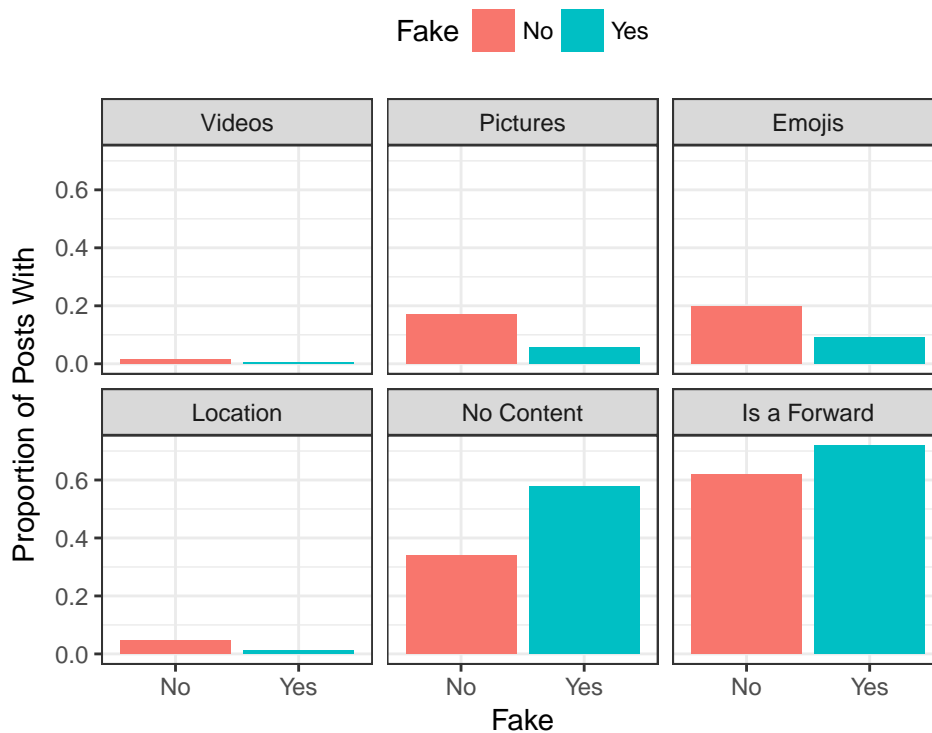 Fake No Yes
Videos Pictures Emojis
0.6
0.4
0.2
0.0
Location No Content Is a Forward
0.6
0.4
0.2
0.0
Proportion of Posts With
No Yes No Yes No Yes
Fake